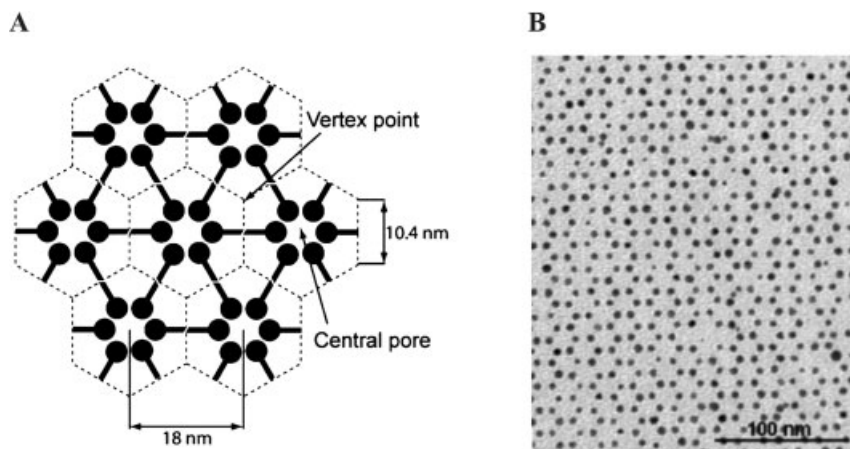 A
B
Vertex point
10.4 nm
Central pore
18 nm
100 nm